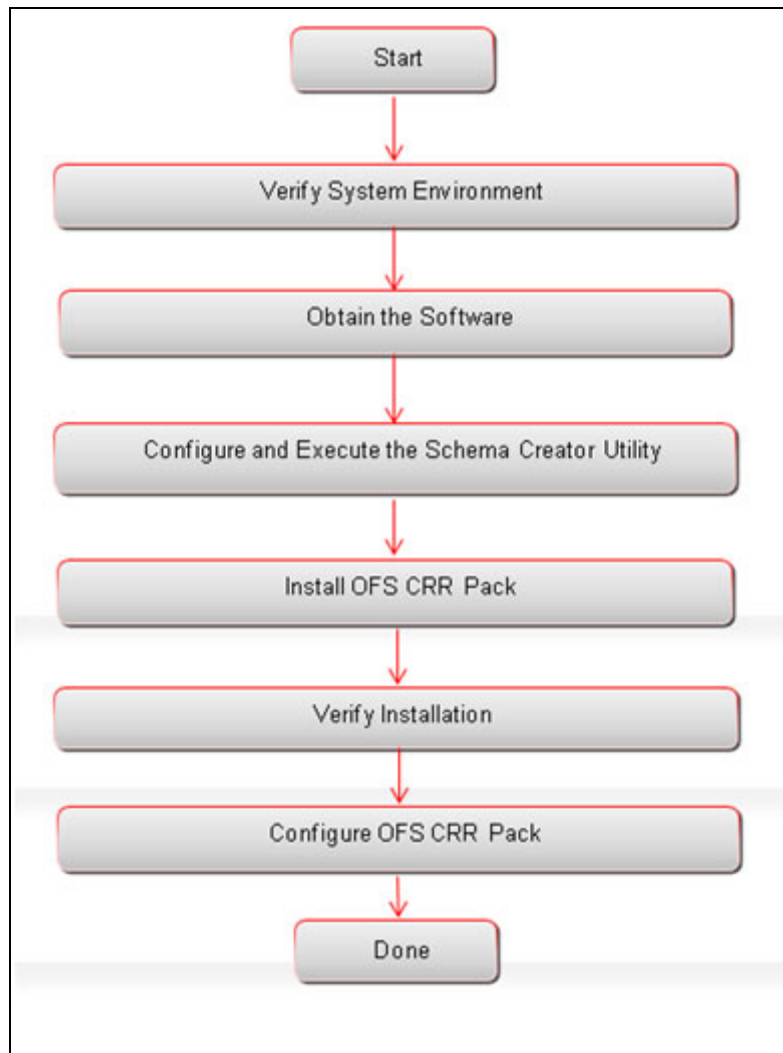 Start
Verify System Environment
Obtain the Software
Configure and Execute the Schema Creator Utility
Install OFS CRR Pack
Verify Installation
Configure OFS CRR Pack
Done